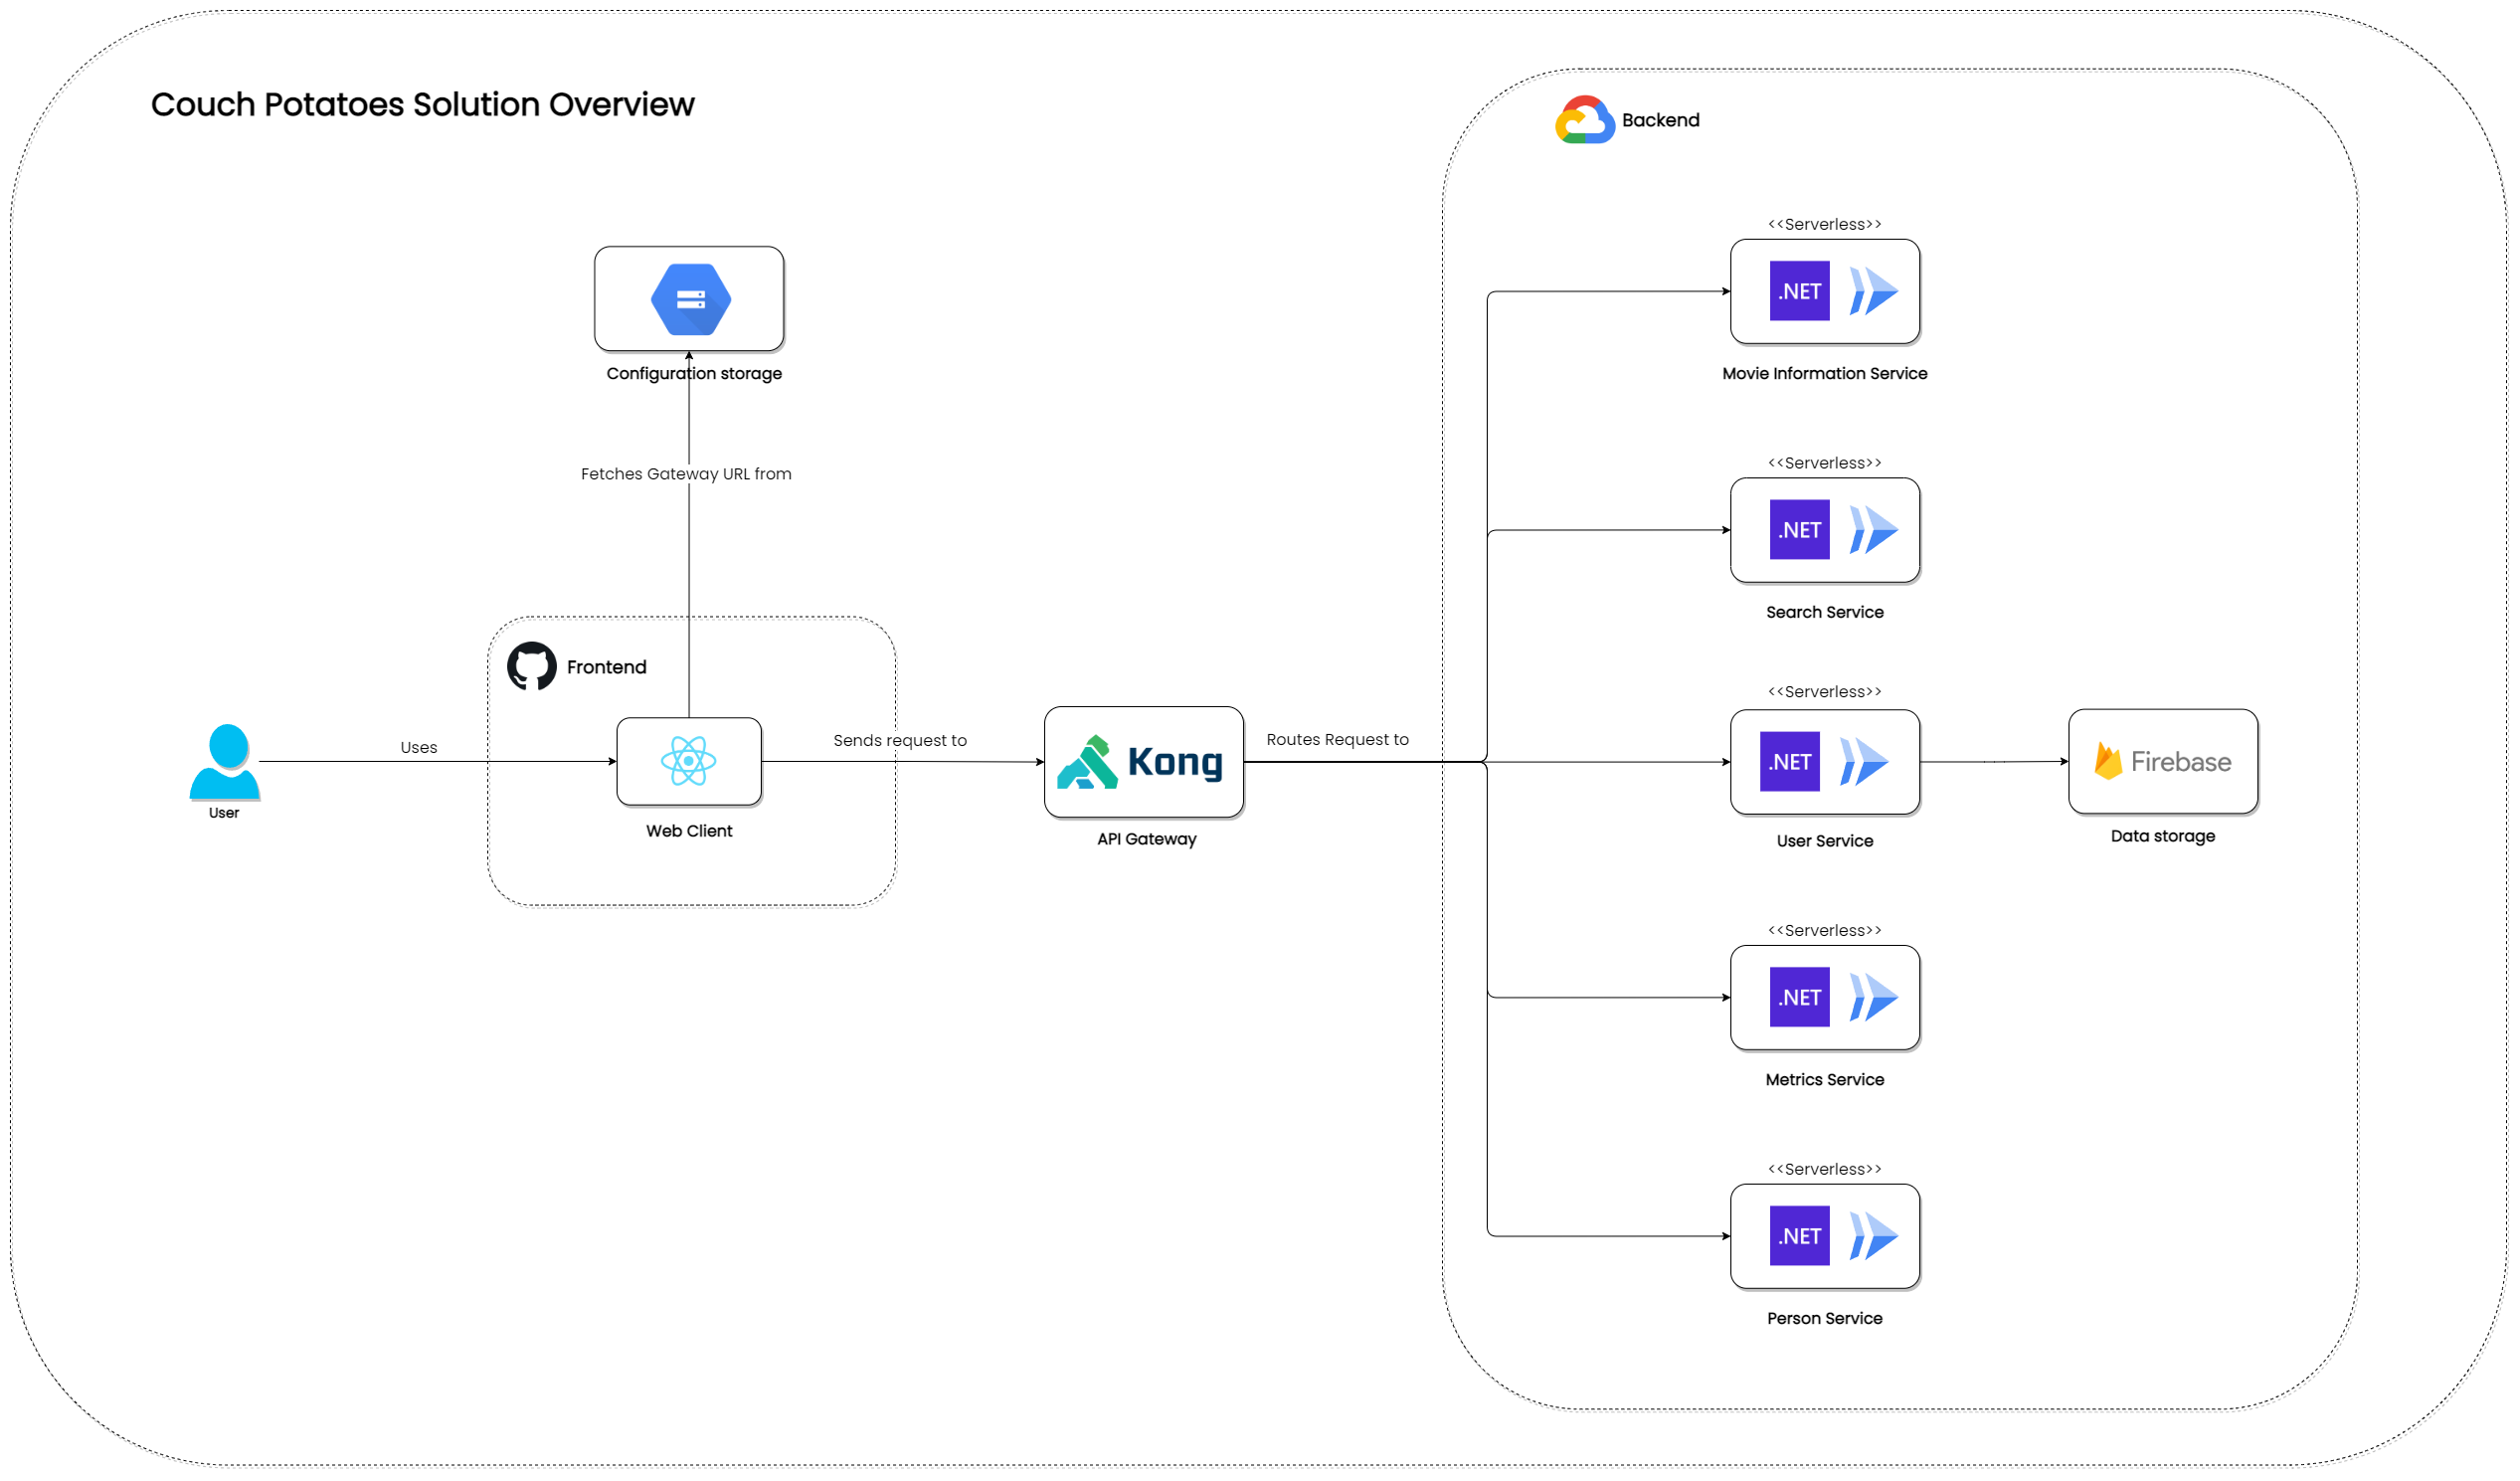 Couch Potatoes Solution Overview
Backend
<<Serverless>>
.NET
Movie Information Service
Configuration storage
Fetches Gateway URL from
<<Serverless>>
.NET
Search Service
Frontend
User
Uses
Web Client
Sends request to
Kong
API Gateway
Routes Request to
<<Serverless>>
.NET
User Service
Firebase
Data storage
<<Serverless>>
.NET
Metrics Service
<<Serverless>>
.NET
Person Service